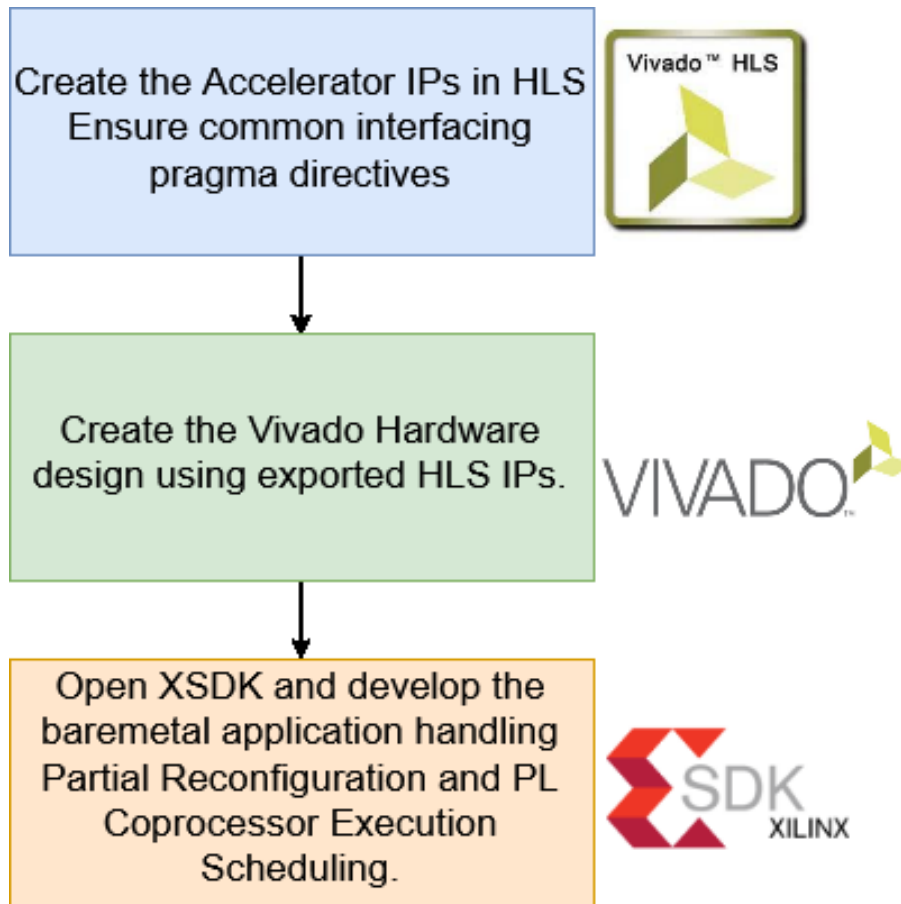 Create the Accelerator IPs in HLS
Ensure common interfacing
pragma directives
Vivado™ HLS
Create the Vivado Hardware
design using exported HLS IPs.
VIVADO™
Open XSDK and develop the
baremetal application handling
Partial Reconfiguration and PL
Coprocessor Execution
Scheduling.
SDK
XILINX